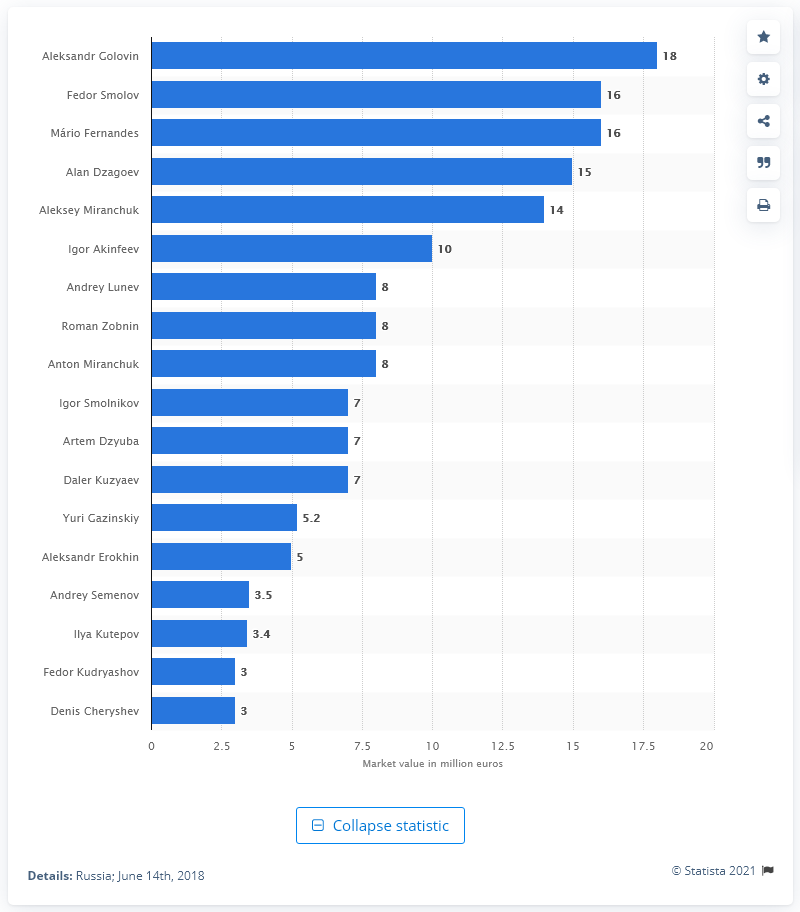 Aleksandr Golovin 18
Fedor Smolov 16
Mário Fernandes 16
Alan Dzagoev 15
Aleksey Miranchuk 14
Igor Akinfeev 10
Andrey Lunev 8
Roman Zobnin 8
Anton Miranchuk 8
Igor Smolnikov 7
Artem Dzyuba 7
Daler Kuzyaev 7
Yuri Gazinskiy 5.2
Aleksandr Erokhin 5
Andrey Semenov 3.5
Ilya Kutepov 3.4
Fedor Kudryashov 3
Denis Cheryshev 3
0 2.5 5 7.5 10 12.5 15 17.5 20
Market value in million euros
Collapse statistic
Details: Russia; June 14th, 2018
© Statista 2021